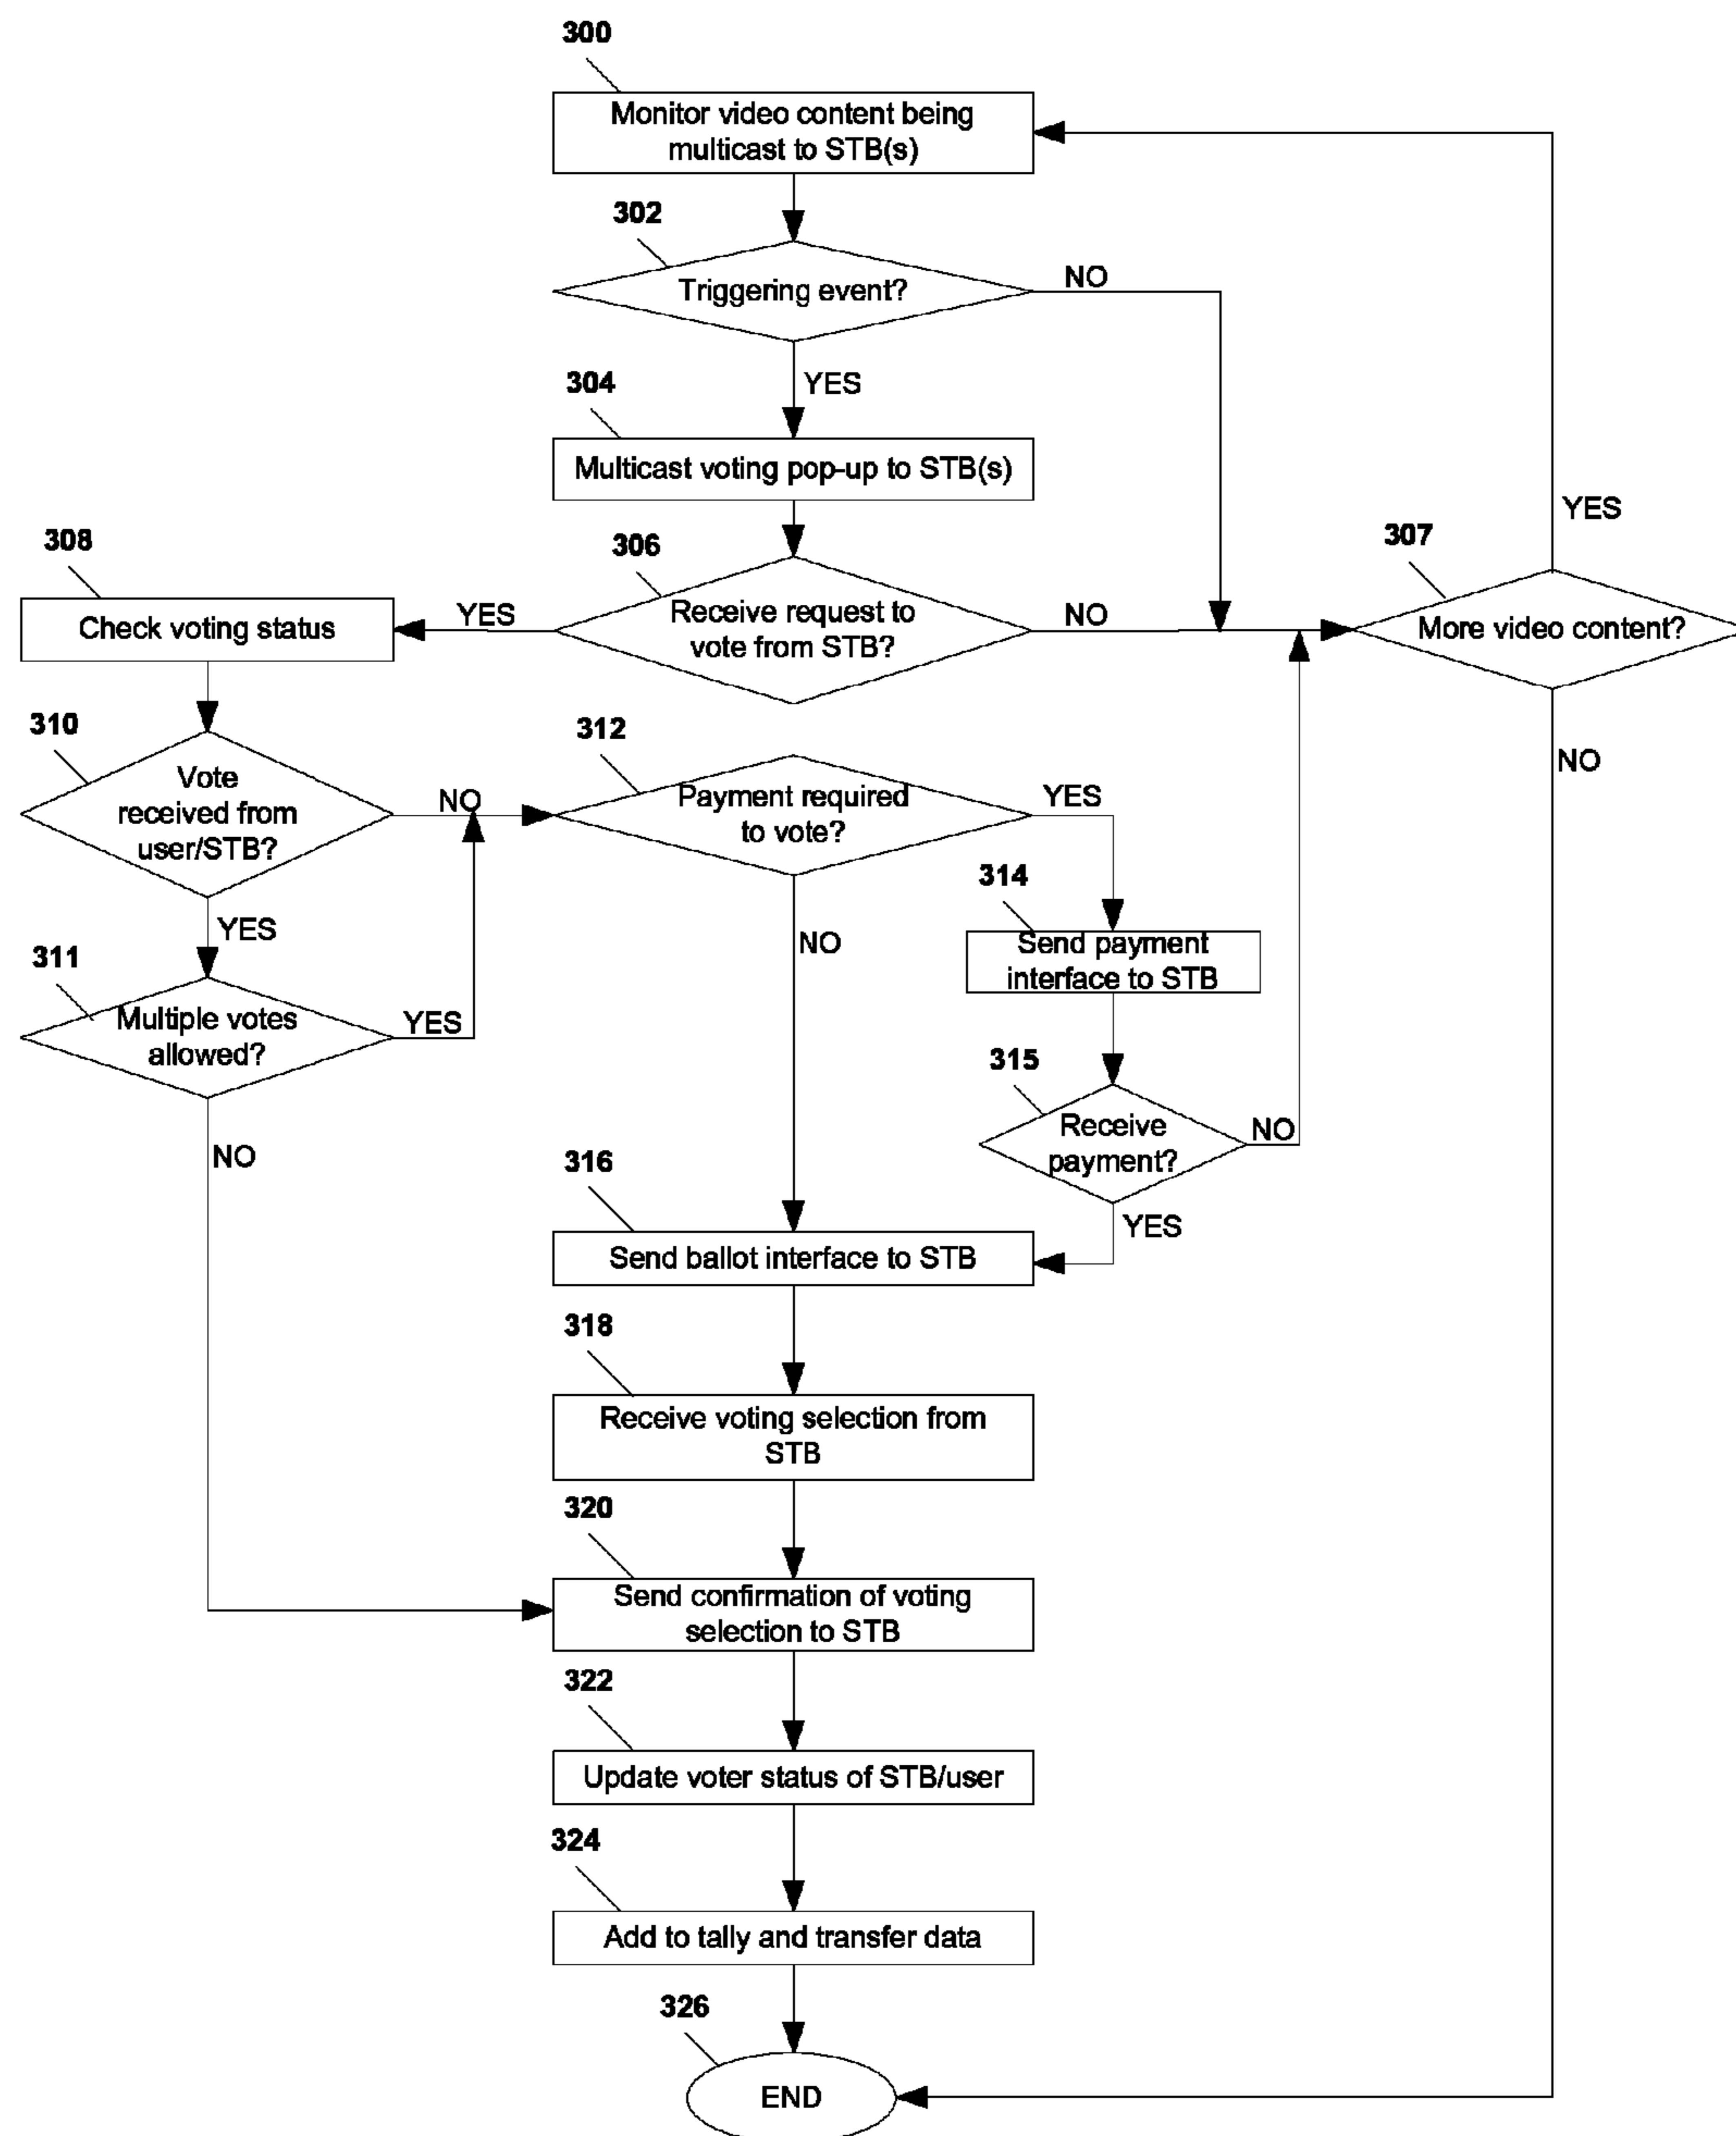 300
Monitor video content being
multicast to STB(s)
302
Triggering event?
NO
YES
304
Multicast voting pop-up to STB(s)
YES
308
306
307
Check voting status
YES
Receive request to
vote from STB?
NO
More video content?
310
312
NO
Vote
received from
user/STB?
NO
Payment required
to vote?
YES
314
YES
NO
Send payment
interface to STB
311
Multiple votes
allowed?
YES
315
Receive
payment?
NO
NO
316
YES
Send ballot interface to STB
318
Receive voting selection from
STB
320
Send confirmation of voting
selection to STB
322
Update voter status of STB/user
324
Add to tally and transfer data
326
END